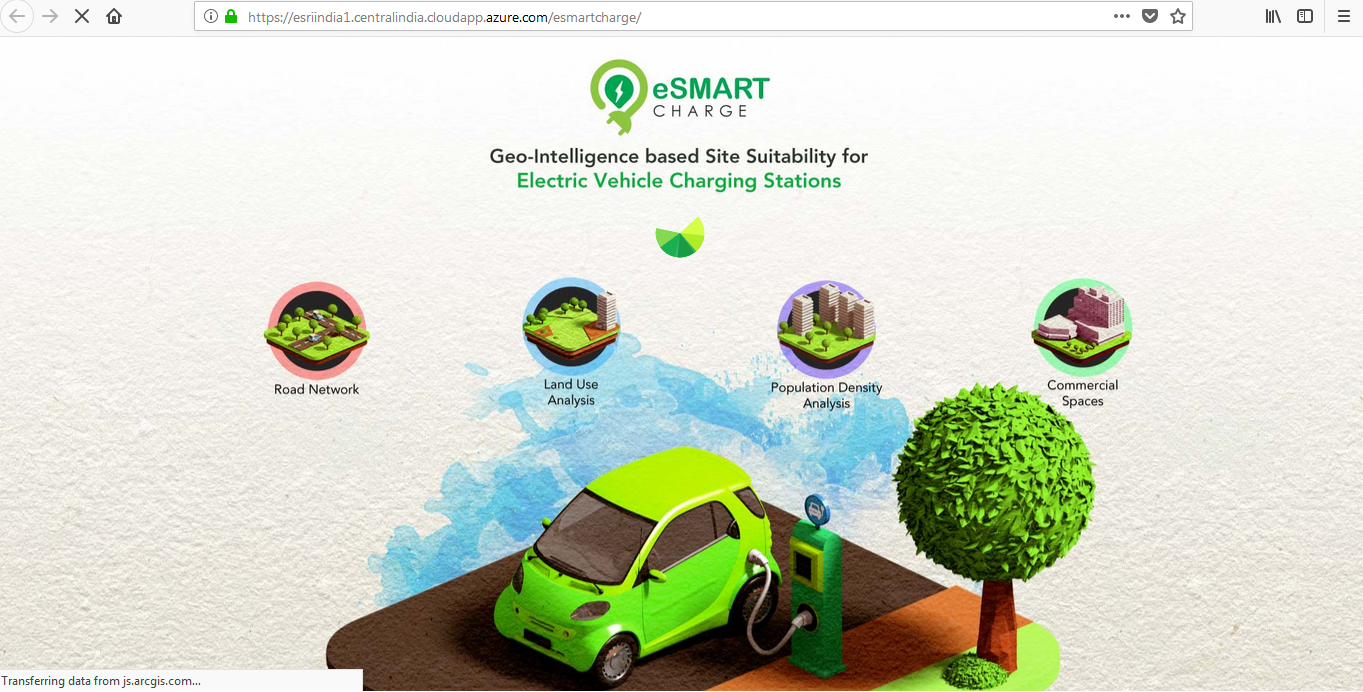 https://esriindia1.centralindia.cloudapp.azure.com/esmartcharge/
eSMART
CHARGE
Geo-Intelligence based Site Suitability for
Electric Vehicle Charging Stations
Road Network
Land Use
Analysis
Population Density
Analysis
Commercial
Spaces
Transferring data from js.arcgis.com...